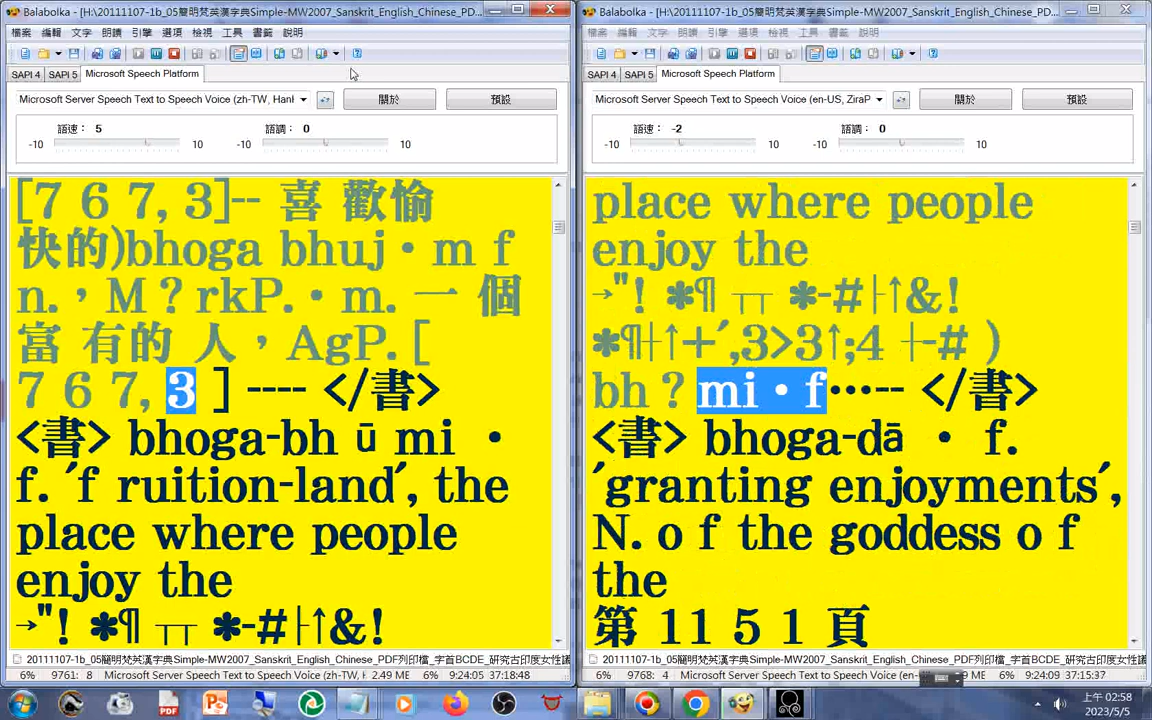 Balabolka - [H:\20111107-1b_05簡明梵英漢字典Simple-MW2007_Sanskrit_English_Chinese_PD...
檔案 編輯 文字 朗讀 引擎 選項 檢視 工具 書籤 說明
SAPI 4 SAPI 5 Microsoft Speech Platform
Microsoft Server Speech Text to Speech Voice (zh-TW, Hanl 關於 預設
語速： 5 語調： 0
-10 10 -10 10
[7 6 7, 3]-- 喜 歡愉
快的)bhoga bhuj‧m f
n.，M？rkP.‧m. 一 個
富 有的 人，AgP. [
7 6 7, 3 ] ---- </書>
<書> bhoga-bh ū mi ‧
f. ′f ruition-land′, the
place where people
enjoy the
→"! ✽¶ ┬┬ ✽-#├↑&!
20111107-1b_05簡明梵英漢字典Simple-MW2007_Sanskrit_English_Chinese_PDF列印檔_字首BCDE_研究古印度女性議
6% 9761: 8 Microsoft Server Speech Text to Speech Voice (zh-TW, H 2.49 ME 6% 9:24:05 37:18:48
Balabolka - [H:\20111107-1b_05簡明梵英漢字典Simple-MW2007_Sanskrit_English_Chinese_PD...
檔案 編輯 文字 朗讀 引擎 選項 檢視 工具 書籤 說明
SAPI 4 SAPI 5 Microsoft Speech Platform
Microsoft Server Speech Text to Speech Voice (en-US, ZiraP 關於 預設
語速： -2 語調： 0
-10 10 -10 10
place where people
enjoy the
→"! ✽¶ ┬┬ ✽-#├↑&!
✽¶├↑+′,3>3↑;4 ┼-# )
bh？mi‧f…-- </書>
<書> bhoga-dā ‧ f.
′granting enjoyments′,
N. o f the goddess o f
the
第 11 5 1 頁
20111107-1b_05簡明梵英漢字典Simple-MW2007_Sanskrit_English_Chinese_PDF列印檔_字首BCDE_研究古印度女性議
6% 9768: 4 Microsoft Server Speech Text to Speech Voice (en-U ME 6% 9:24:09 37:15:37
上午 02:58
2023/5/5